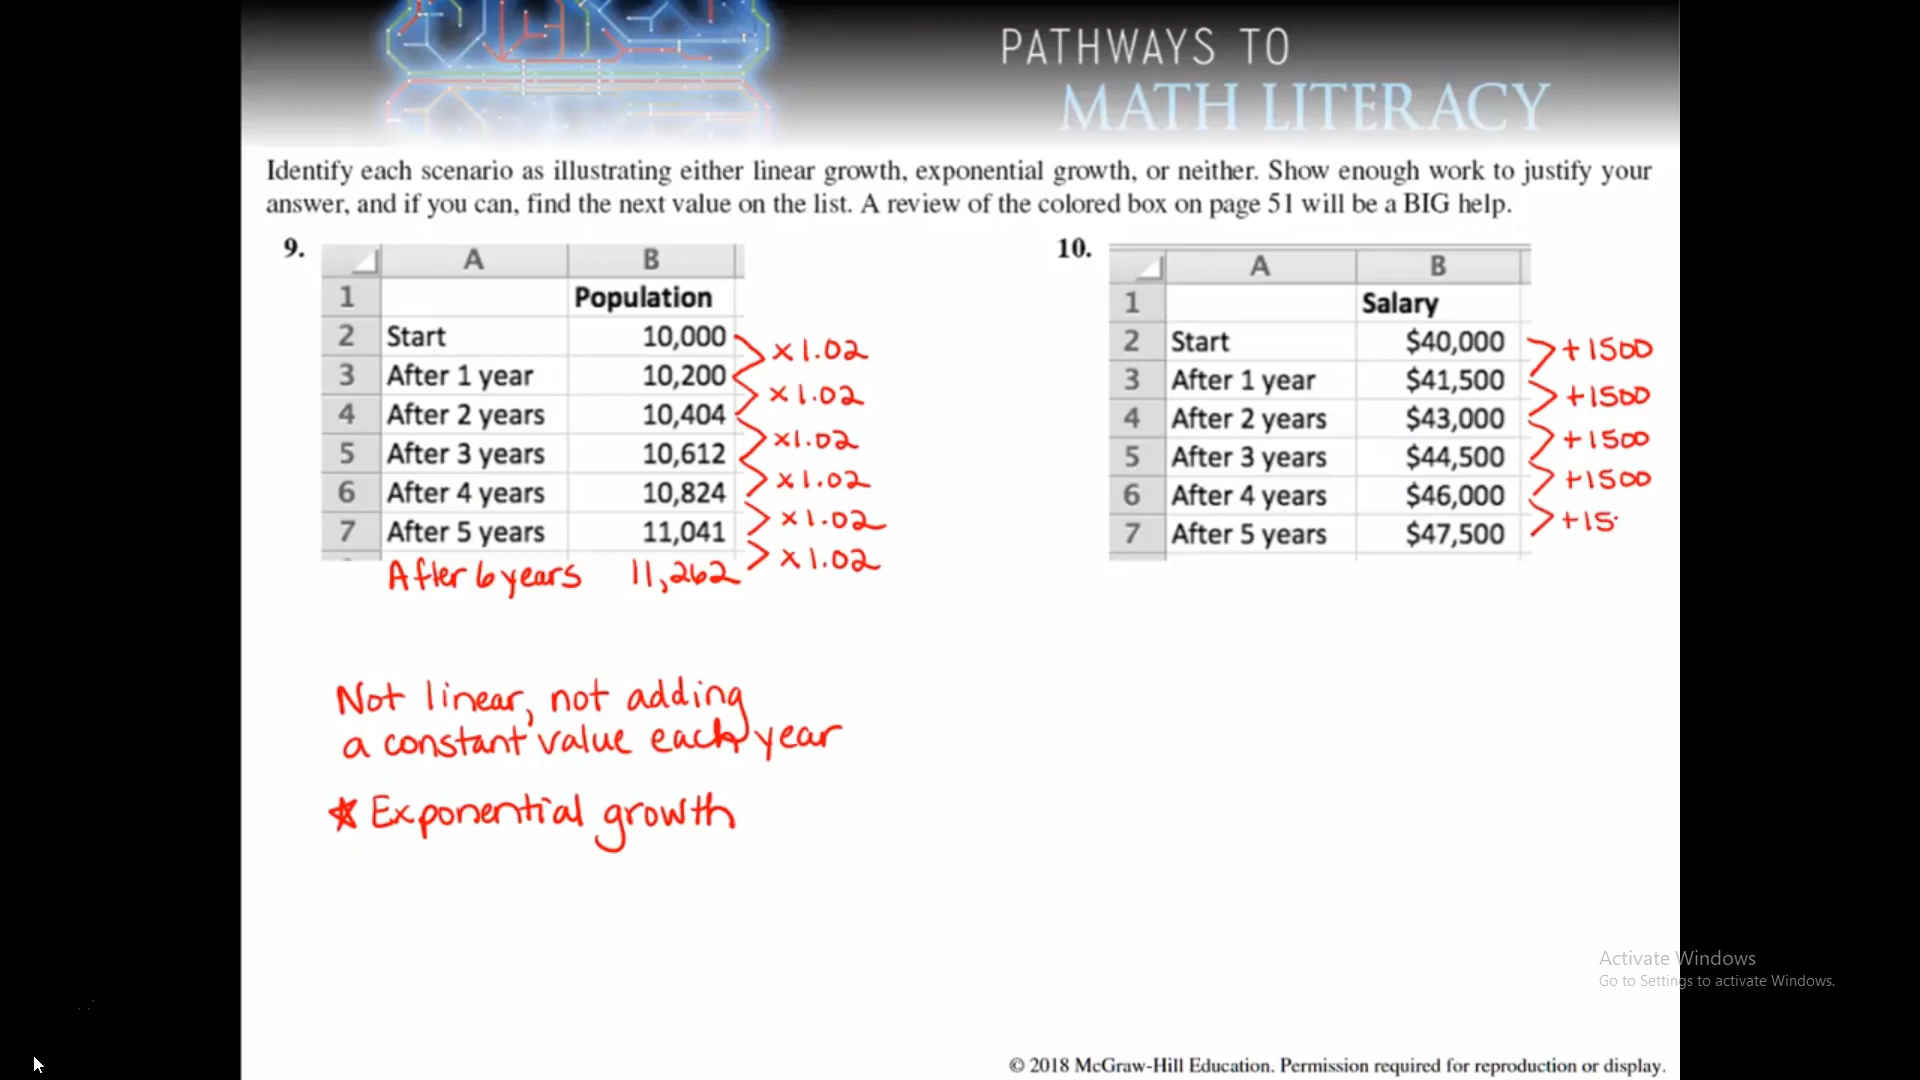 PATHWAYS TO
MATH LITERACY
Identify each scenario as illustrating either linear growth, exponential growth, or neither. Show enough work to justify your
answer, and if you can, find the next value on the list. A review of the colored box on page 51 will be a BIG help.
9.
A B
1 Population
2 Start 10,000
3 After 1 year 10,200
4 After 2 years 10,404
5 After 3 years 10,612
6 After 4 years 10,824
7 After 5 years 11,041
After 6 years 11,262
x1.02
x1.02
x1.02
x1.02
x1.02
x1.02
Not linear, not adding
a constant value each year
* Exponential growth
10.
A B
1 Salary
2 Start $40,000
3 After 1 year $41,500
4 After 2 years $43,000
5 After 3 years $44,500
6 After 4 years $46,000
7 After 5 years $47,500
+1500
+1500
+1500
+1500
+15
Activate Windows
Go to Settings to activate Windows.
© 2018 McGraw-Hill Education. Permission required for reproduction or display.